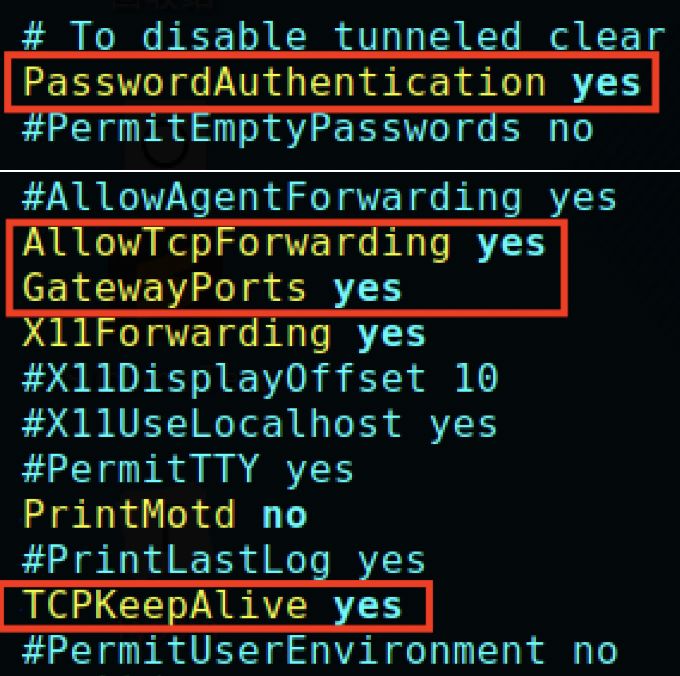 # To disable tunneled clear
PasswordAuthentication yes
#PermitEmptyPasswords no
#AllowAgentForwarding yes
AllowTcpForwarding yes
GatewayPorts yes
X11Forwarding yes
#X11DisplayOffset 10
#X11UseLocalhost yes
#PermitTTY yes
PrintMotd no
#PrintLastLog yes
TCPKeepAlive yes
#PermitUserEnvironment no